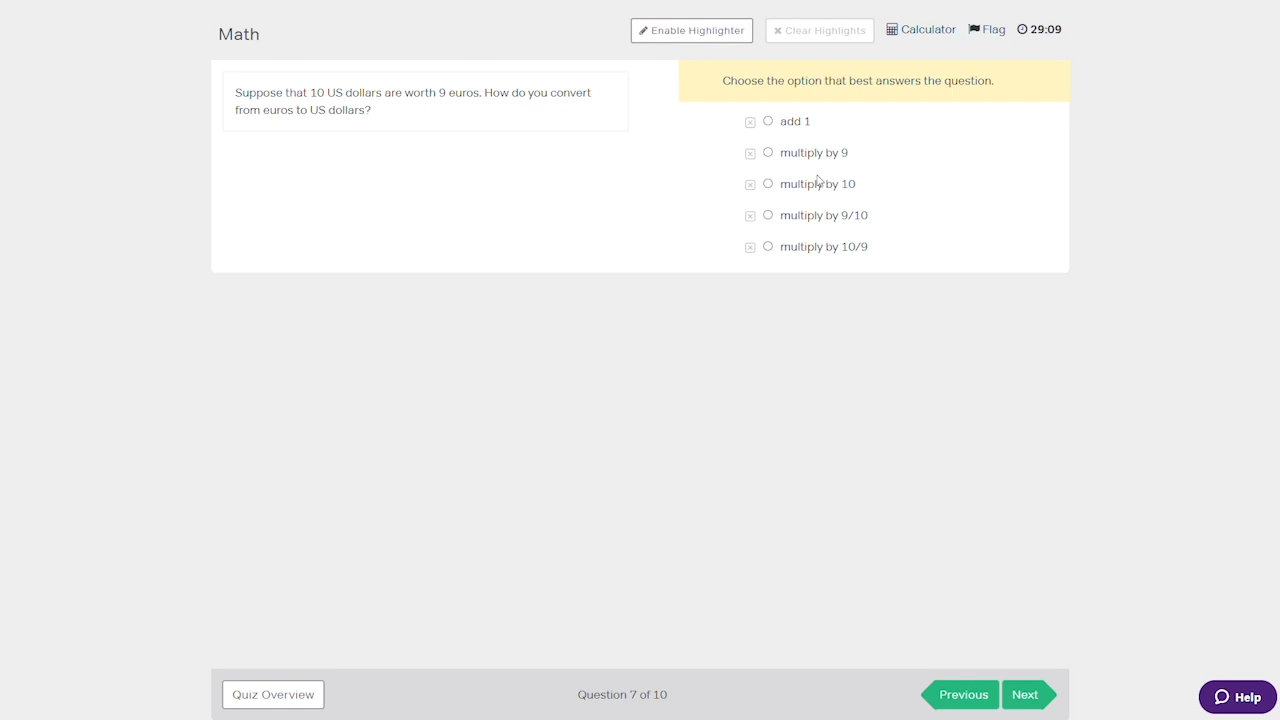 Math
Enable Highlighter
Clear Highlights
Calculator
Flag
29:09
Suppose that 10 US dollars are worth 9 euros. How do you convert
from euros to US dollars?
Choose the option that best answers the question.
add 1
multiply by 9
multiply by 10
multiply by 9/10
multiply by 10/9
Quiz Overview
Question 7 of 10
Previous
Next
Help